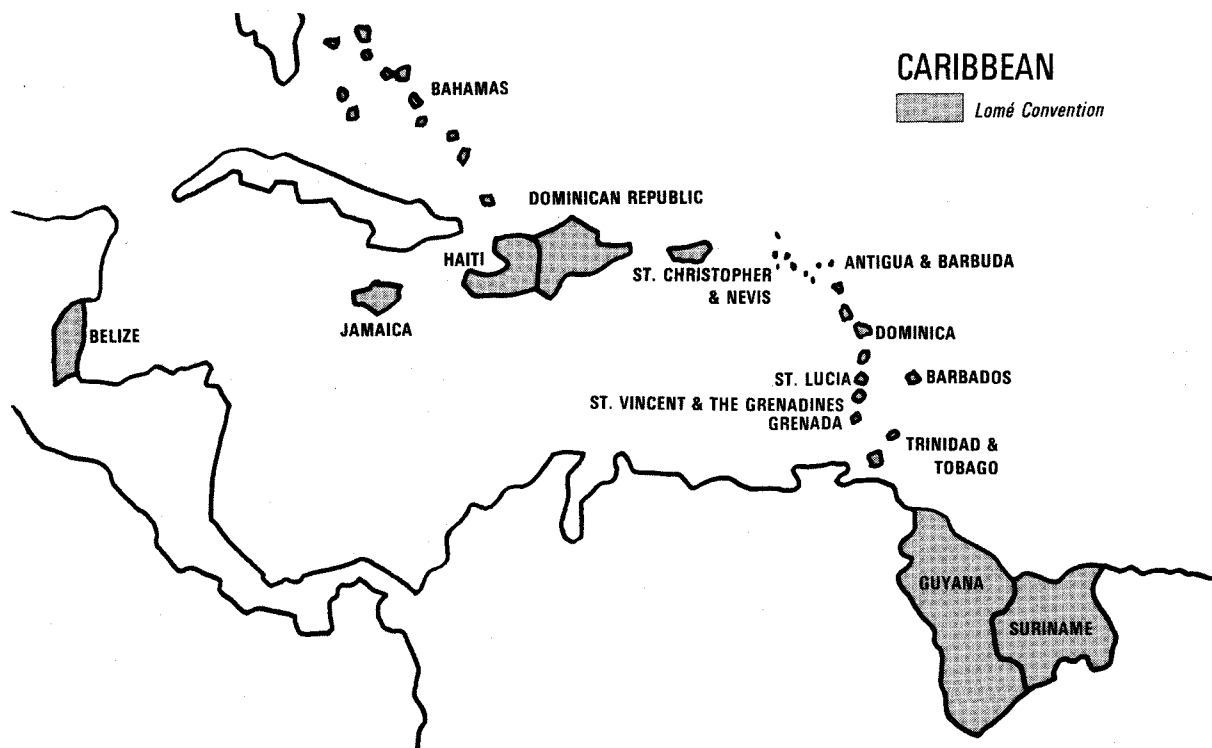 CARIBBEAN
Lomé Convention
BAHAMAS
DOMINICAN REPUBLIC
HAITI
ST. CHRISTOPHER
& NEVIS
ANTIGUA & BARBUDA
JAMAICA
BELIZE
DOMINICA
ST. LUCIA
BARBADOS
ST. VINCENT & THE GRENADINES
GRENADA
TRINIDAD &
TOBAGO
GUYANA
SURINAME